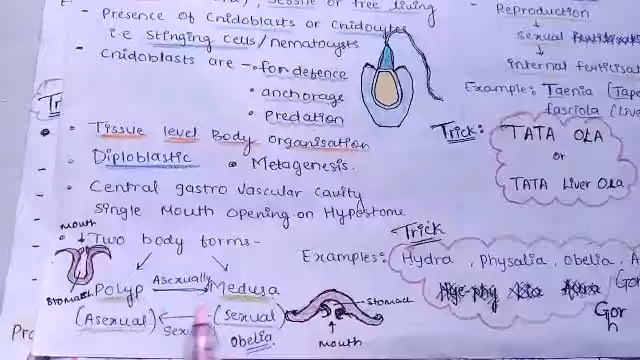 sessile or free living
- Presence of Cnidoblasts or Cnidocytes
i.e Stinging cells/nematocysts
- Cnidoblasts are - • for defence
• anchorage
• predation
• Tissue level Body organisation
• Diploblastic • Metagenesis.
• Central gastro vascular cavity
Single Mouth opening on Hypostome
• Two body forms-
mouth
Stomach
Polyp Asexually Medusa
(Asexual) (Sexual)
Obelia
Stomach
Mouth
- Reproduction
sexual
internal fertilisat
Example: Taenia (Tape
fasciola (Live
Trick:
TATA OLA
or
TATA Liver Ola
Trick
Examples: Hydra, Physalia, Obelia, A
Gor